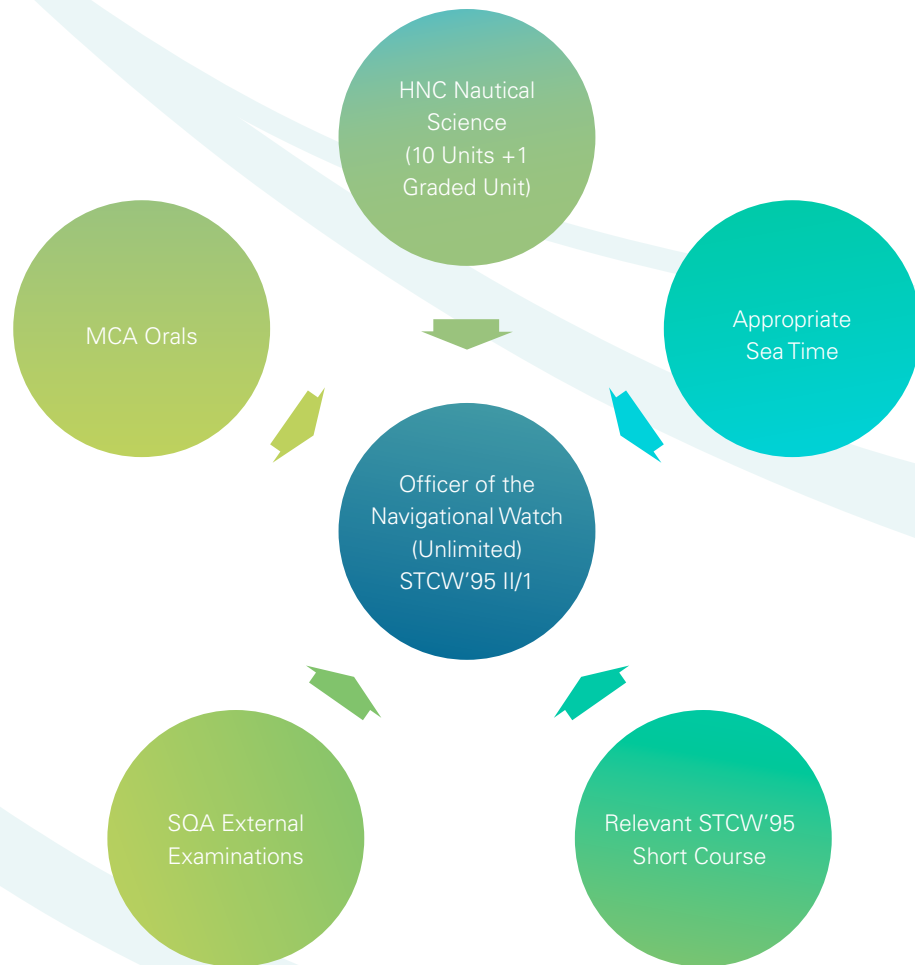 HNC Nautical
Science
(10 Units +1
Graded Unit)
MCA Orals
Appropriate
Sea Time
Officer of the
Navigational Watch
(Unlimited)
STCW’95 II/1
SQA External
Examinations
Relevant STCW’95
Short Course